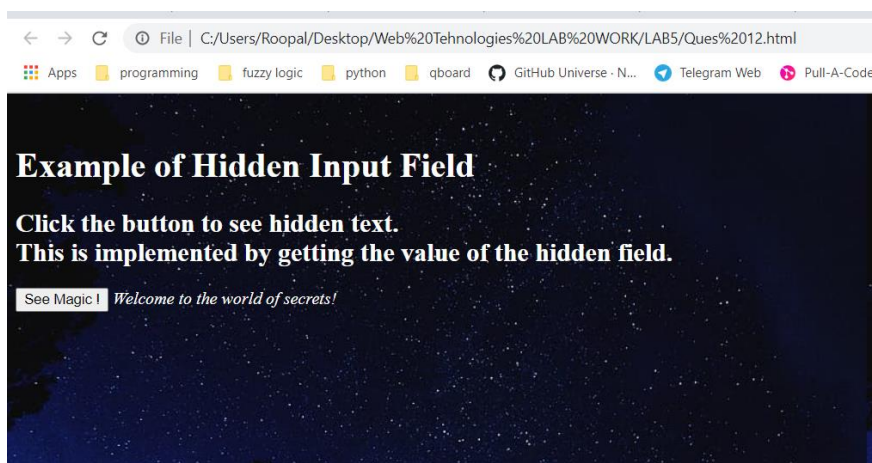 File | C:/Users/Roopal/Desktop/Web%20Tehnologies%20LAB%20WORK/LAB5/Ques%2012.html
Apps programming fuzzy logic python qboard GitHub Universe · N... Telegram Web Pull-A-Code
Example of Hidden Input Field
Click the button to see hidden text.
This is implemented by getting the value of the hidden field.
See Magic ! Welcome to the world of secrets!